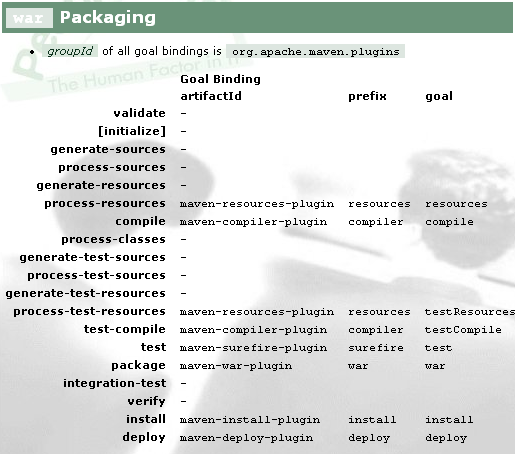 war Packaging
• groupId of all goal bindings is org.apache.maven.plugins
Goal Binding
artifactId prefix goal
validate –
[initialize] –
generate-sources –
process-sources –
generate-resources –
process-resources maven-resources-plugin resources resources
compile maven-compiler-plugin compiler compile
process-classes –
generate-test-sources –
process-test-sources –
generate-test-resources –
process-test-resources maven-resources-plugin resources testResources
test-compile maven-compiler-plugin compiler testCompile
test maven-surefire-plugin surefire test
package maven-war-plugin war war
integration-test –
verify –
install maven-install-plugin install install
deploy maven-deploy-plugin deploy deploy
The Human Factor in